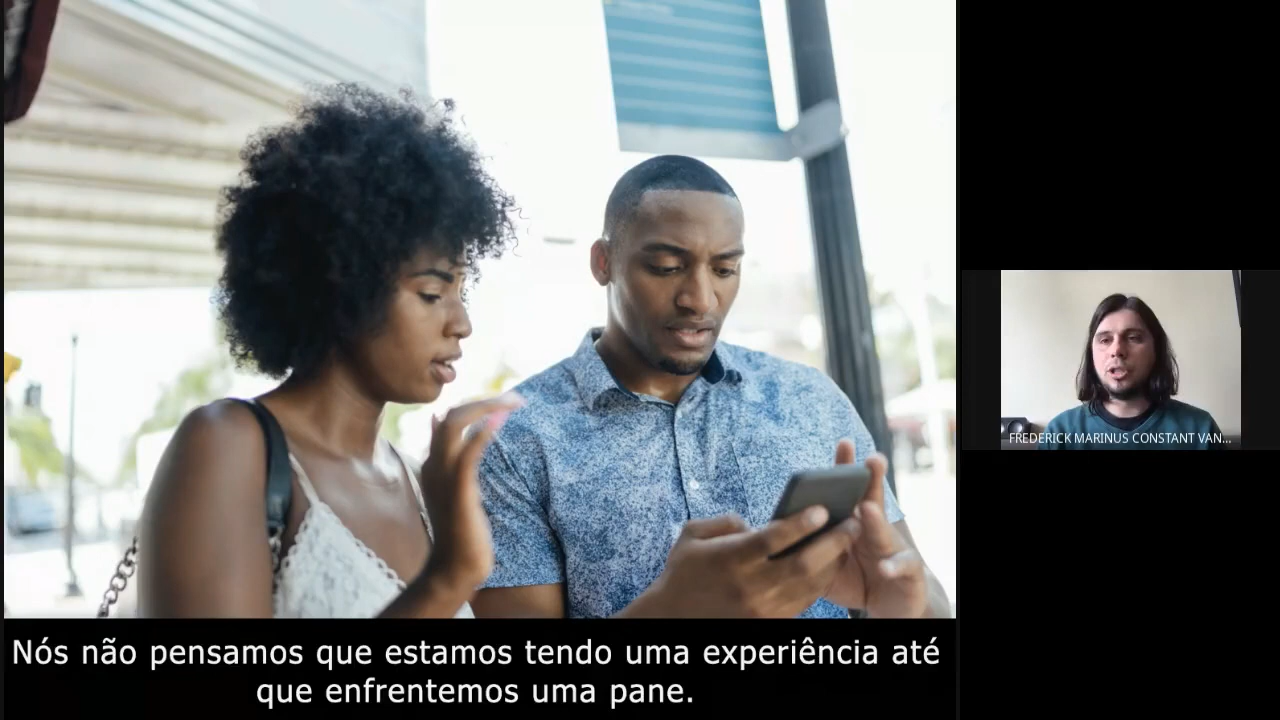 Nós não pensamos que estamos tendo uma experiência até
que enfrentemos uma pane.
FREDERICK MARINUS CONSTANT VAN...